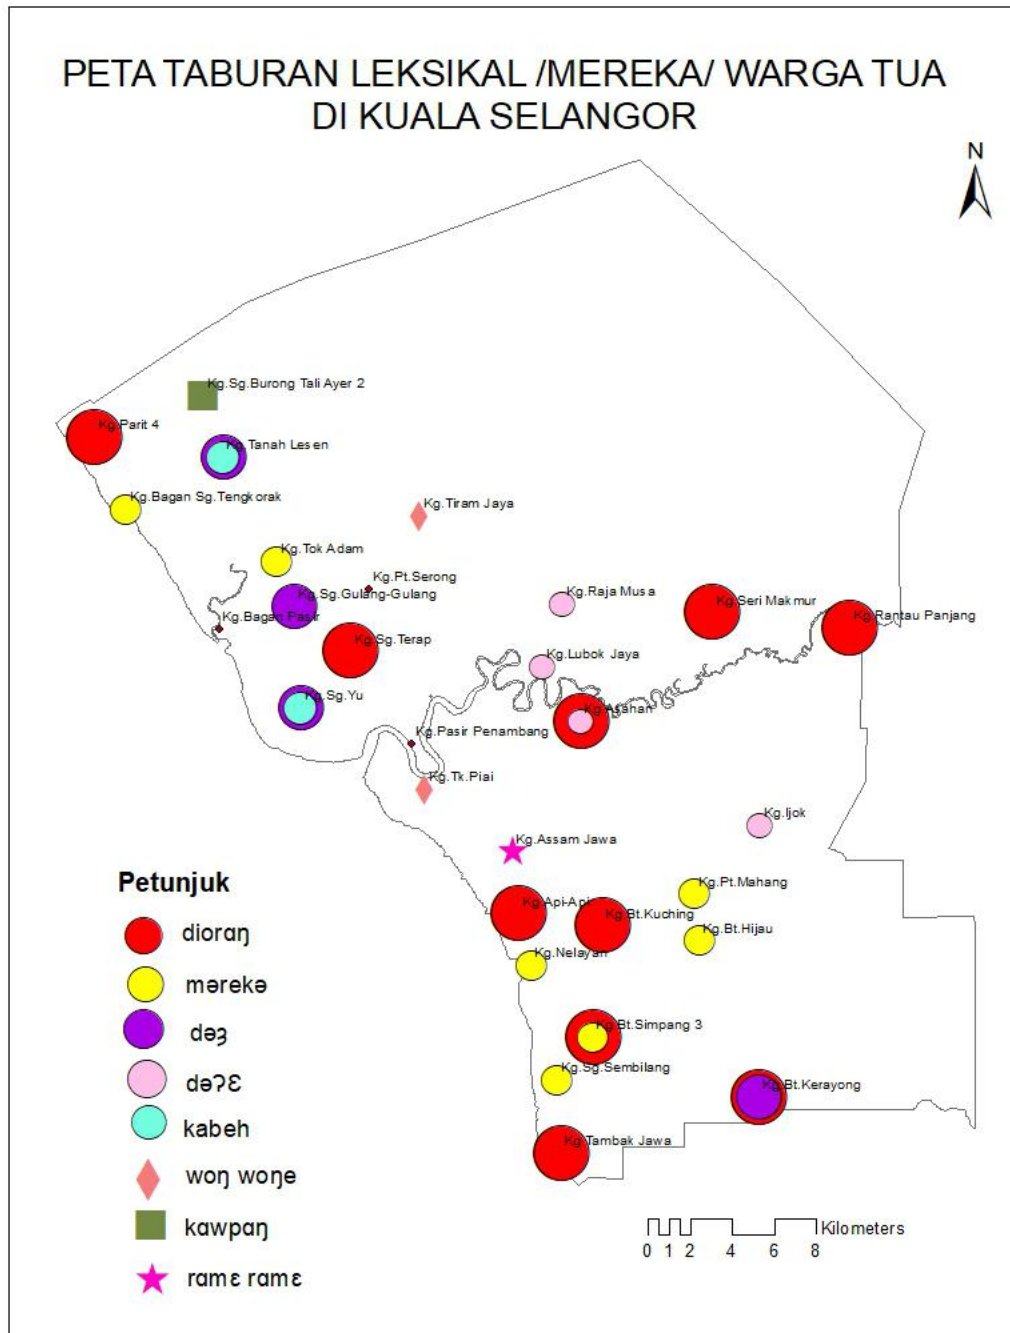 PETA TABURAN LEKSIKAL /MEREKA/ WARGA TUA
DI KUALA SELANGOR
N
Kg.Sg.Burong Tali Ayer 2
Kg.Parit 4
Kg.Tanah Lesen
Kg.Bagan Sg.Tengkorak
Kg.Tiram Jaya
Kg.Tok Adam
Kg.Pt.Serong
Kg.Sg.Gulang-Gulang
Kg.Raja Musa
Kg.Seri Makmur
Kg.Rantau Panjang
Kg.Bagan Pasir
Kg.Sg.Terap
Kg.Lubok Jaya
Kg.Sg.Yu
Kg.Asahan
Kg.Pasir Penambang
Kg.Tk.Piai
Kg.Ijok
Kg.Assam Jawa
Kg.Pt.Mahang
Kg.Api-Api
Kg.Bt.Kuching
Kg.Bt.Hijau
Kg.Nelayan
Kg.Bt.Simpang 3
Kg.Sg.Sembilang
Kg.Bt.Kerayong
Kg.Tambak Jawa
Petunjuk
diorɑŋ
mərekə
dəʒ
dəʔɛ
kabeh
woŋ woŋe
kɑwpɑŋ
rɑmɛ rɑmɛ
Kilometers
0 1 2 4 6 8